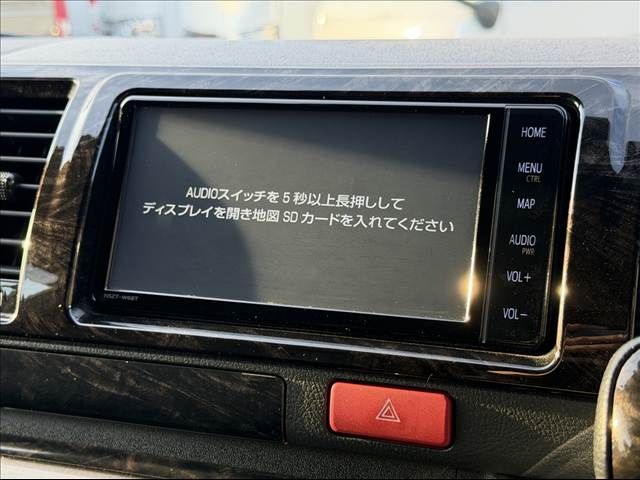 AUDIOスイッチを5秒以上長押しして
ディスプレイを開き地図SDカードを入れてください
HOME
MENU
CTRL
MAP
AUDIO
PWR
VOL+
VOL-
NSZT-W66T